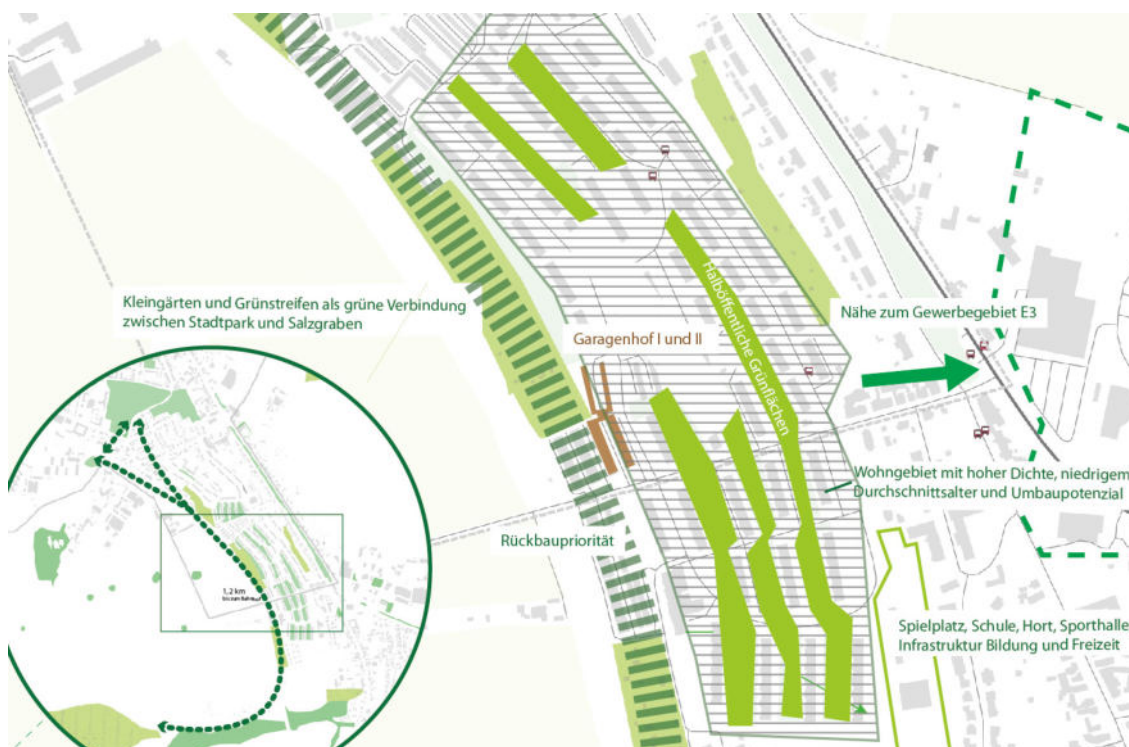 Kleingärten und Grünstreifen als grüne Verbindung
zwischen Stadtpark und Salzgraben
Garagenhof I und II
Halböffentliche Grünflächen
Nähe zum Gewerbegebiet E3
Wohngebiet mit hoher Dichte, niedrigem
Durchschnittsalter und Umbaupotenzial
Rückbaupriorität
1,2 km
bis zum
Spielplatz, Schule, Hort, Sporthalle
Infrastruktur Bildung und Freizeit